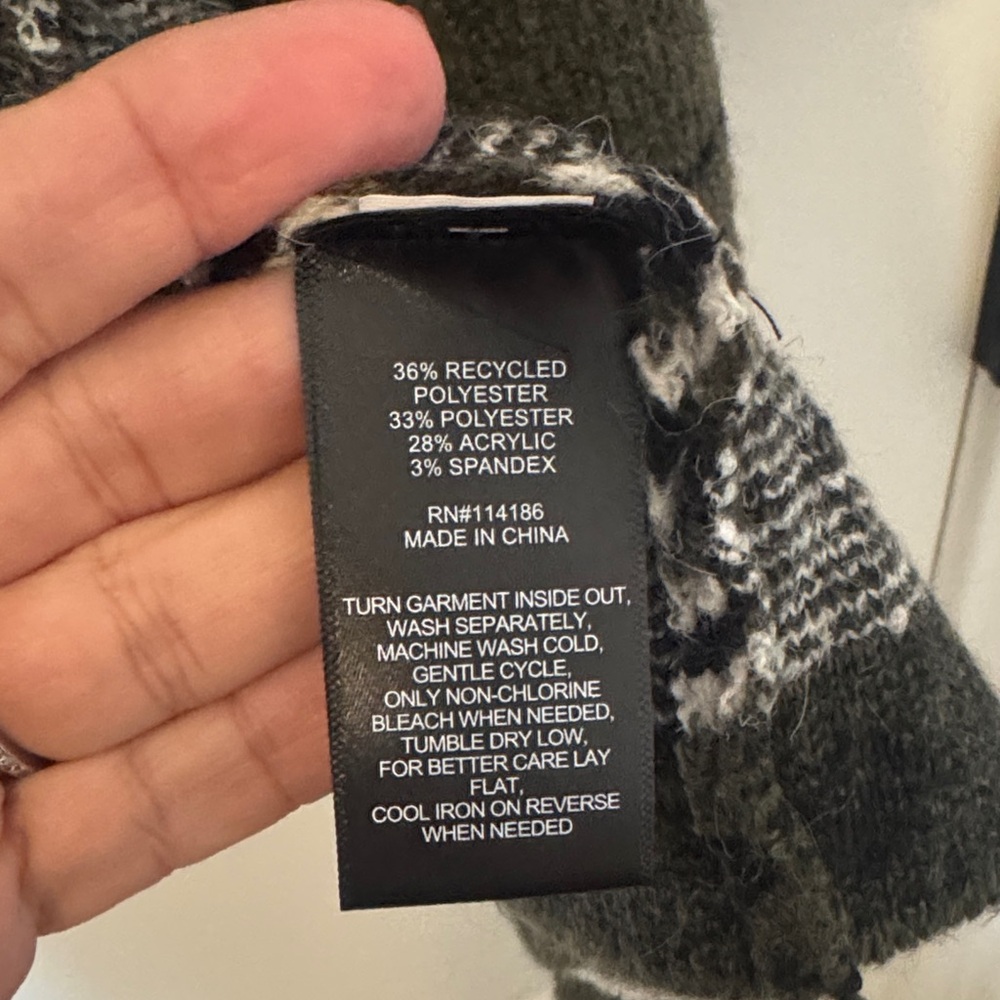 36% RECYCLED
POLYESTER
33% POLYESTER
28% ACRYLIC
3% SPANDEX
RN#114186
MADE IN CHINA
TURN GARMENT INSIDE OUT,
WASH SEPARATELY,
MACHINE WASH COLD,
GENTLE CYCLE,
ONLY NON-CHLORINE
BLEACH WHEN NEEDED,
TUMBLE DRY LOW,
FOR BETTER CARE LAY
FLAT,
COOL IRON ON REVERSE
WHEN NEEDED